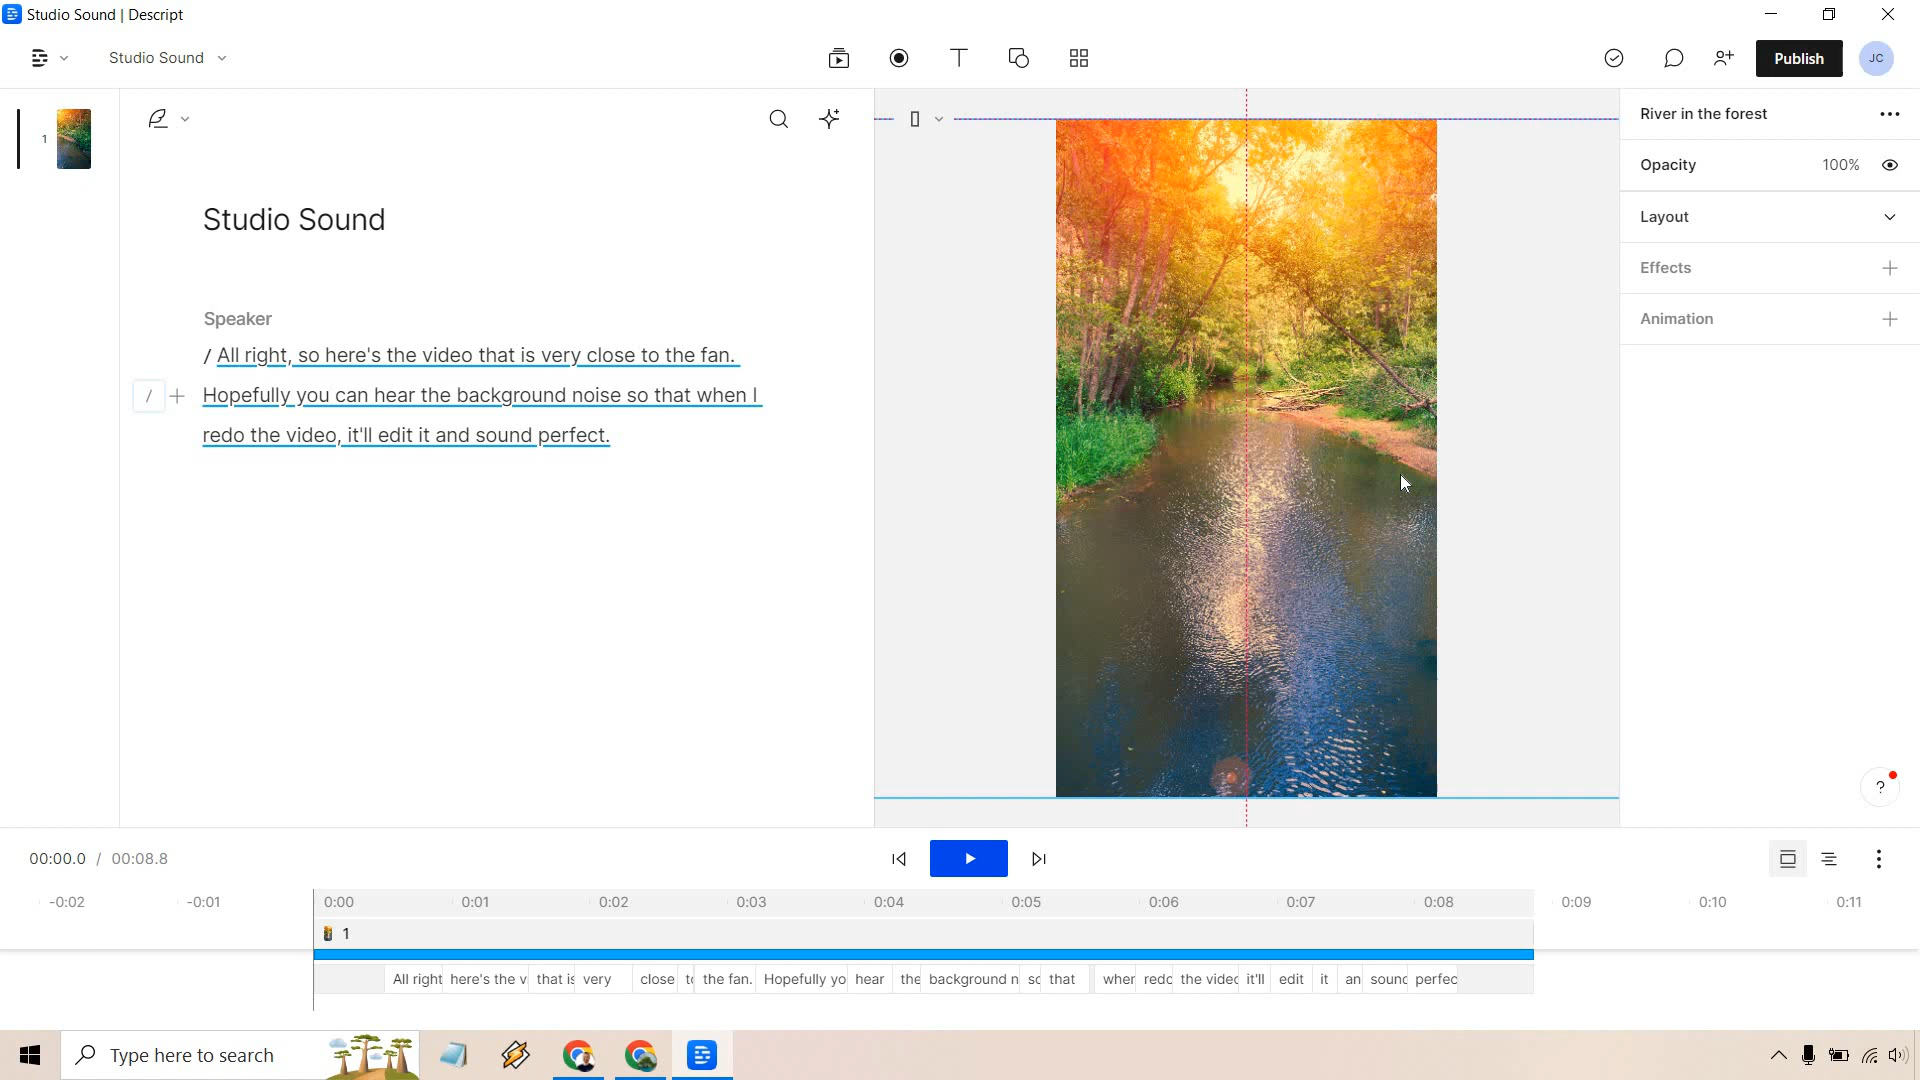 Studio Sound | Descript
Studio Sound
Publish
JC
1
River in the forest
Opacity
100%
Layout
Effects
Animation
Studio Sound
Speaker
/ All right, so here's the video that is very close to the fan.
/ Hopefully you can hear the background noise so that when I
redo the video, it'll edit it and sound perfect.
?
00:00.0 / 00:08.8
-0:02 -0:01 0:00 0:01 0:02 0:03 0:04 0:05 0:06 0:07 0:08 0:09 0:10 0:11
1
All right here's the v that is very close to the fan. Hopefully yo hear the background n so that when redo the video it'll edit it an sound perfec
Type here to search